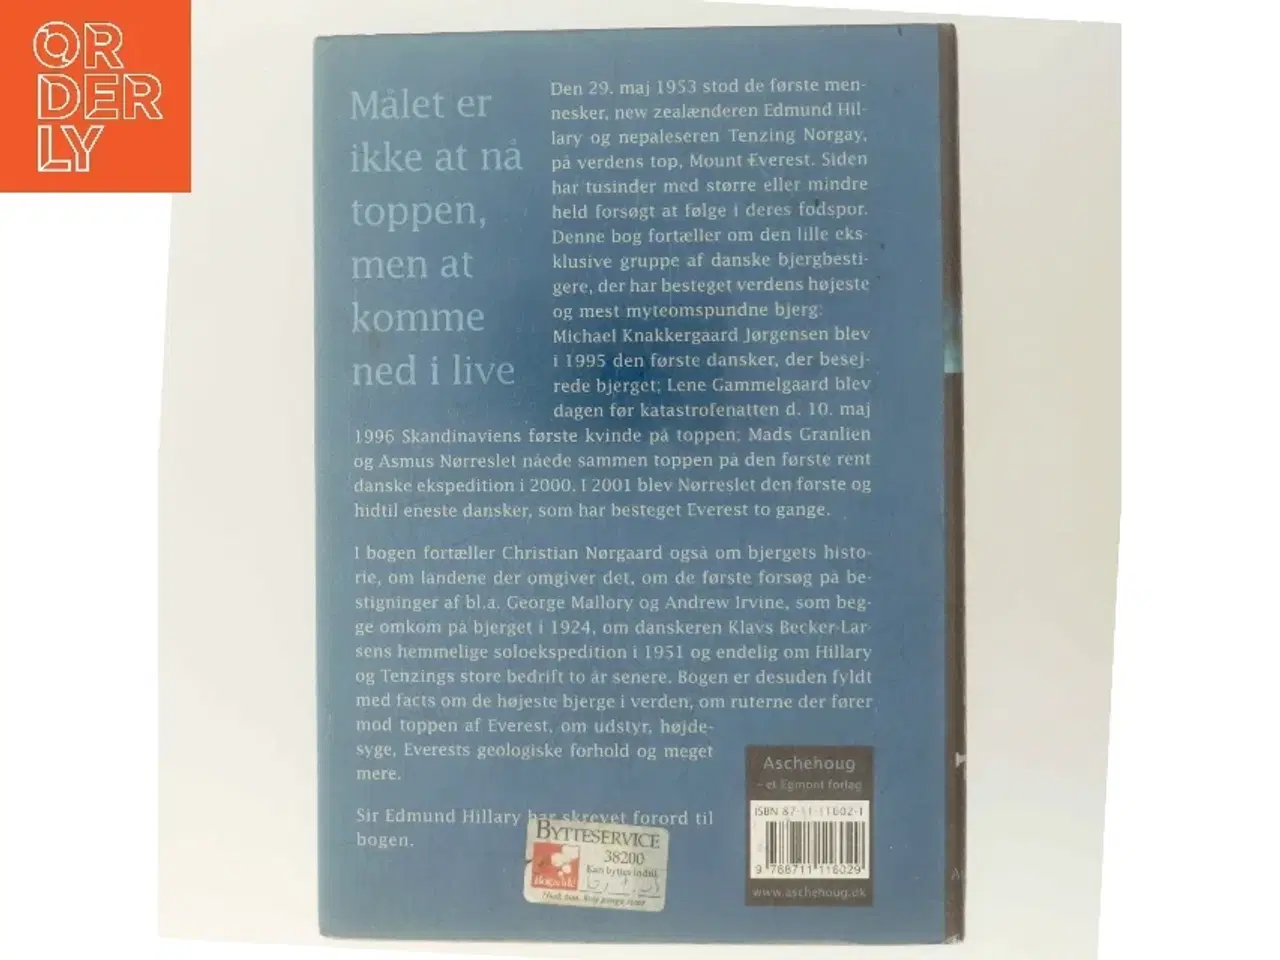 ORDERLY
Målet er
ikke at nå
toppen,
men at
komme
ned i live
Den 29. maj 1953 stod de første men-
nesker, new zealænderen Edmund Hil-
lary og nepaleseren Tenzing Norgay,
på verdens top, Mount Everest. Siden
har tusinder med større eller mindre
held forsøgt at følge i deres fodspor.
Denne bog fortæller om den lille eks-
klusive gruppe af danske bjergbesti-
gere, der har besteget verdens højeste
og mest myteomspundne bjerg:
Michael Knakkergaard Jørgensen blev
i 1995 den første dansker, der besej-
rede bjerget; Lene Gammelgaard blev
dagen før katastrofenatten d. 10. maj
1996 Skandinaviens første kvinde på toppen; Mads Granlien
og Asmus Nørreslet nåede sammen toppen på den første rent
danske ekspedition i 2000. I 2001 blev Nørreslet den første og
hidtil eneste dansker, som har besteget Everest to gange.
I bogen fortæller Christian Nørgaard også om bjergets histo-
rie, om landene der omgiver det, om de første forsøg på be-
stigninger af bl.a. George Mallory og Andrew Irvine, som beg-
ge omkom på bjerget i 1924, om danskeren Klavs Becker-Lar-
sens hemmelige soloekspedition i 1951 og endelig om Hillary
og Tenzings store bedrift to år senere. Bogen er desuden fyldt
med facts om de højeste bjerge i verden, om ruterne der fører
mod toppen af Everest, om udstyr, højde-
syge, Everests geologiske forhold og meget
mere.
Sir Edmund Hillary har skrevet forord til
bogen.
BYTTESERVICE
38200
Kan byttes indtil
Aschehoug
– et Egmont forlag
ISBN 87-11-11602-1
9 788711 116029
www.aschehoug.dk